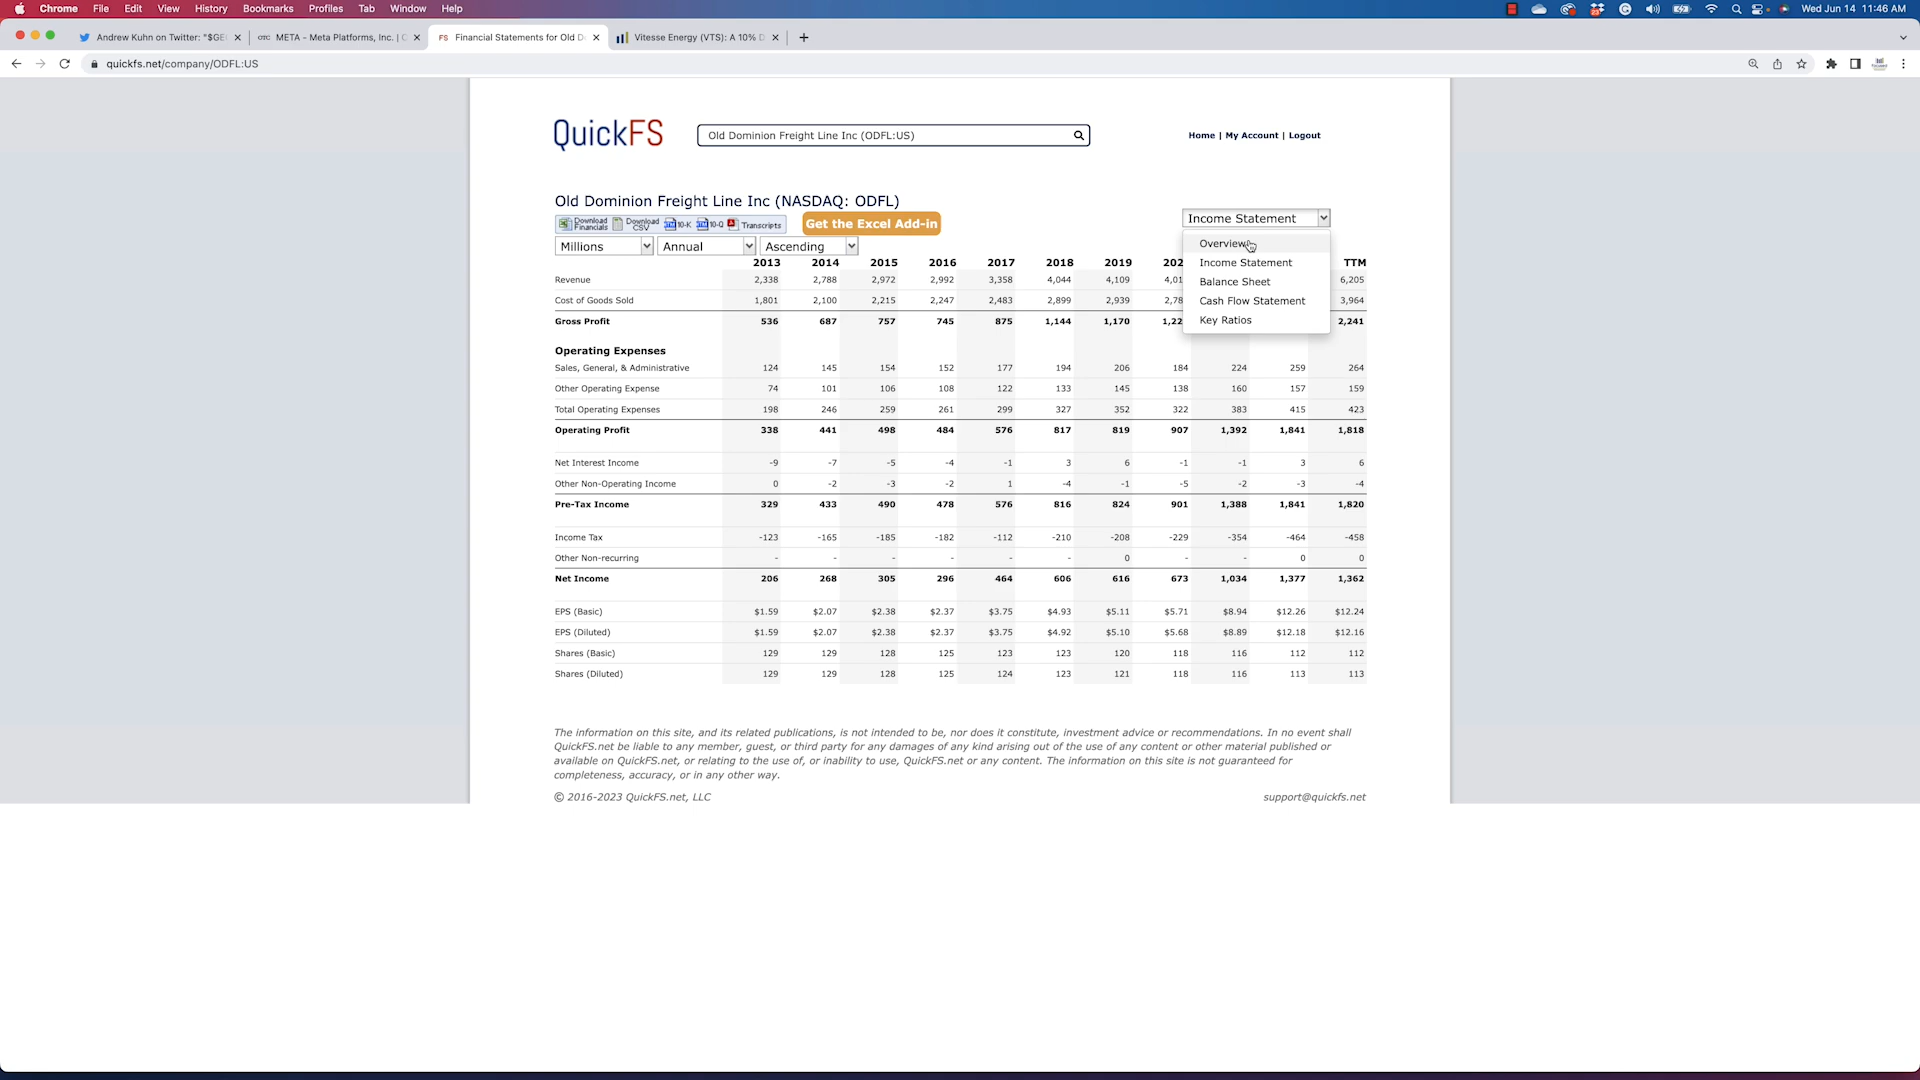 Chrome File Edit View History Bookmarks Profiles Tab Window Help Wed Jun 14 11:46 AM
Andrew Kuhn on Twitter: "$GE META - Meta Platforms, Inc. | Financial Statements for Old D Vitesse Energy (VTS): A 10% D
quickfs.net/company/ODFL:US
QuickFS
Old Dominion Freight Line Inc (ODFL:US)
Home | My Account | Logout
Old Dominion Freight Line Inc (NASDAQ: ODFL)
Download Financials Download CSV 10-K 10-Q Transcripts
Get the Excel Add-in
Income Statement
Millions Annual Ascending
Overview
Income Statement
Balance Sheet
Cash Flow Statement
Key Ratios
2013 2014 2015 2016 2017 2018 2019 202 TTM
Revenue 2,338 2,788 2,972 2,992 3,358 4,044 4,109 4,01 6,205
Cost of Goods Sold 1,801 2,100 2,215 2,247 2,483 2,899 2,939 2,78 3,964
Gross Profit 536 687 757 745 875 1,144 1,170 1,22 2,241
Operating Expenses
Sales, General, & Administrative 124 145 154 152 177 194 206 184 224 259 264
Other Operating Expense 74 101 106 108 122 133 145 138 160 157 159
Total Operating Expenses 198 246 259 261 299 327 352 322 383 415 423
Operating Profit 338 441 498 484 576 817 819 907 1,392 1,841 1,818
Net Interest Income -9 -7 -5 -4 -1 3 6 -1 -1 3 6
Other Non-Operating Income 0 -2 -3 -2 1 -4 -1 -5 -2 -3 -4
Pre-Tax Income 329 433 490 478 576 816 824 901 1,388 1,841 1,820
Income Tax -123 -165 -185 -182 -112 -210 -208 -229 -354 -464 -458
Other Non-recurring - - - - - - 0 - - 0 0
Net Income 206 268 305 296 464 606 616 673 1,034 1,377 1,362
EPS (Basic) $1.59 $2.07 $2.38 $2.37 $3.75 $4.93 $5.11 $5.71 $8.94 $12.26 $12.24
EPS (Diluted) $1.59 $2.07 $2.38 $2.37 $3.75 $4.92 $5.10 $5.68 $8.89 $12.18 $12.16
Shares (Basic) 129 129 128 125 123 123 120 118 116 112 112
Shares (Diluted) 129 129 128 125 124 123 121 118 116 113 113
The information on this site, and its related publications, is not intended to be, nor does it constitute, investment advice or recommendations. In no event shall
QuickFS.net be liable to any member, guest, or third party for any damages of any kind arising out of the use of any content or other material published or
available on QuickFS.net, or relating to the use of, or inability to use, QuickFS.net or any content. The information on this site is not guaranteed for
completeness, accuracy, or in any other way.
© 2016-2023 QuickFS.net, LLC support@quickfs.net